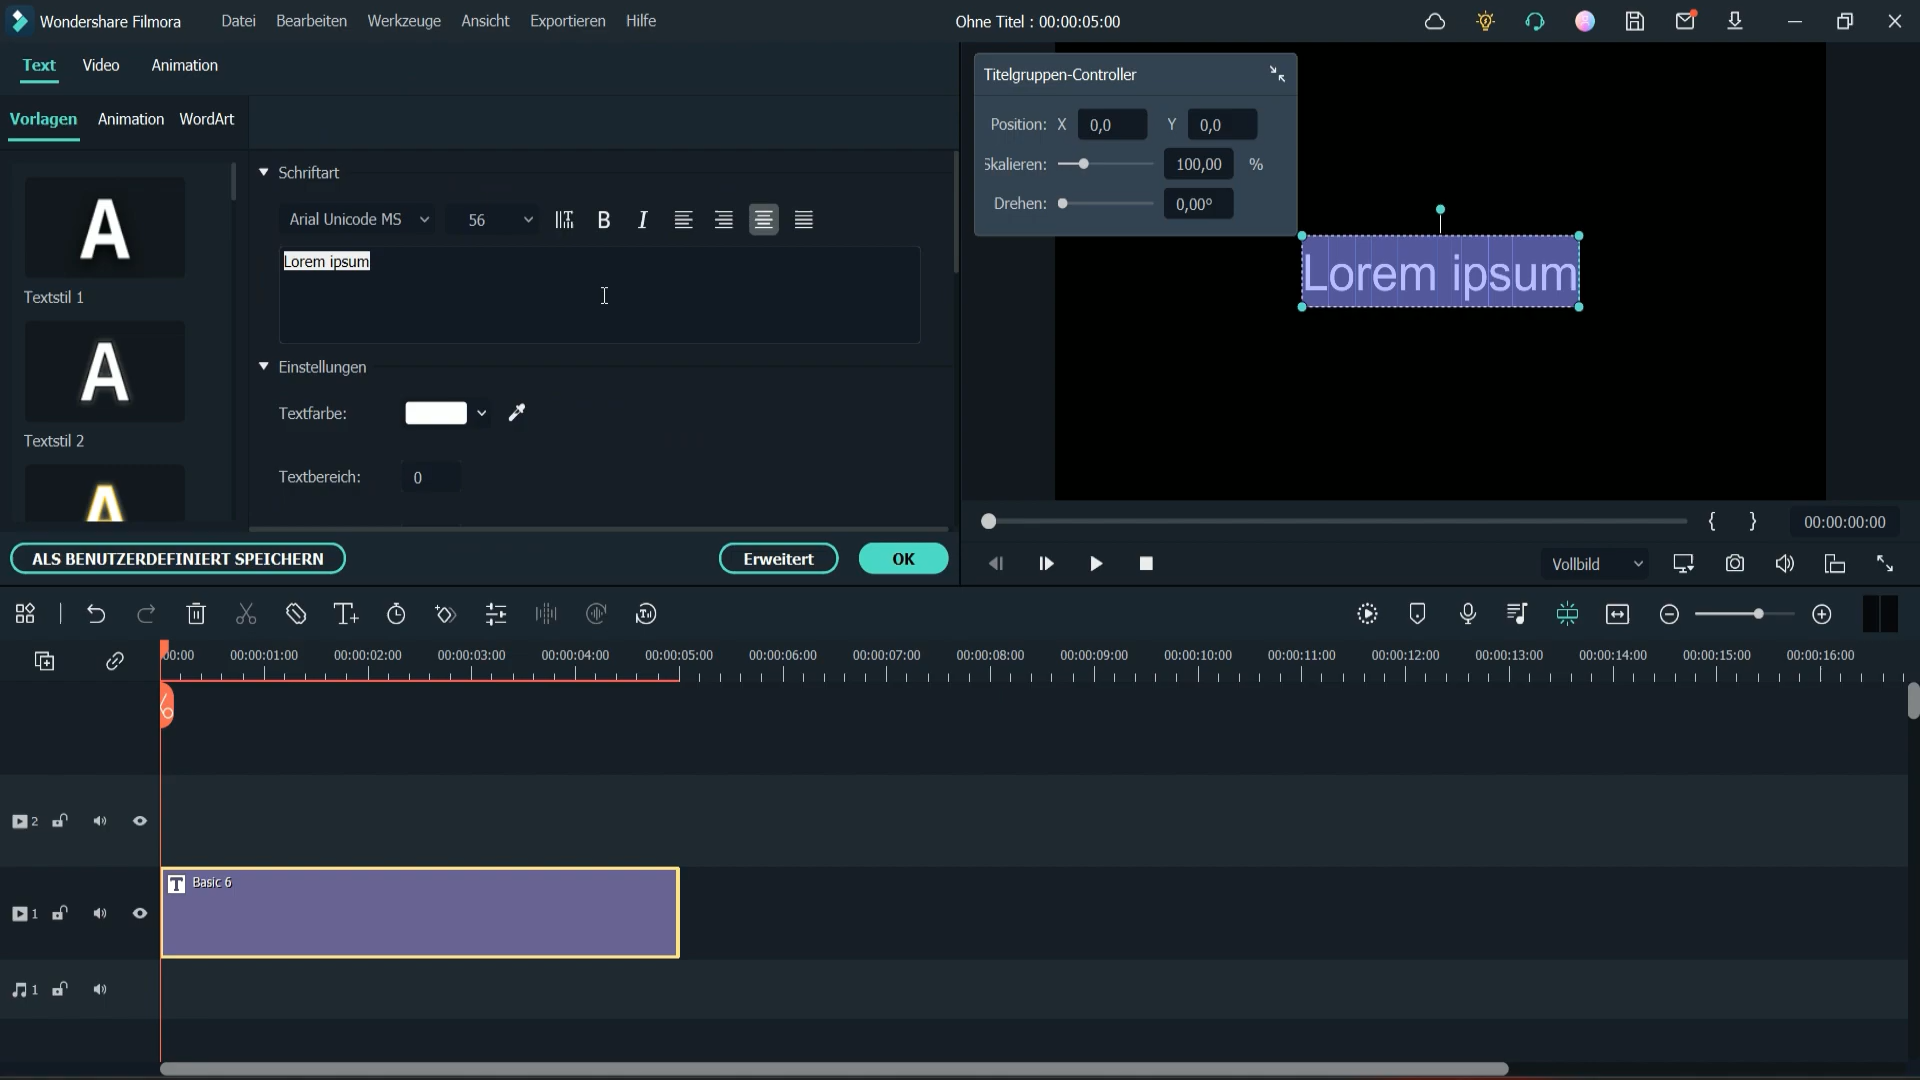 Wondershare Filmora Datei Bearbeiten Werkzeuge Ansicht Exportieren Hilfe Ohne Titel : 00:00:05:00
Text Video Animation
Vorlagen Animation WordArt
A
Textstil 1
A
Textstil 2
A
Schriftart
Arial Unicode MS 56 B I
Lorem ipsum
Einstellungen
Textfarbe:
Textbereich: 0
ALS BENUTZERDEFINIERT SPEICHERN Erweitert OK
Titelgruppen-Controller
Position: X 0,0 Y 0,0
Skalieren: 100,00 %
Drehen: 0,00º
Lorem ipsum
{ } 00:00:00:00
Vollbild
00:00 00:00:01:00 00:00:02:00 00:00:03:00 00:00:04:00 00:00:05:00 00:00:06:00 00:00:07:00 00:00:08:00 00:00:09:00 00:00:10:00 00:00:11:00 00:00:12:00 00:00:13:00 00:00:14:00 00:00:15:00 00:00:16:00
2
T Basic 6
1
1